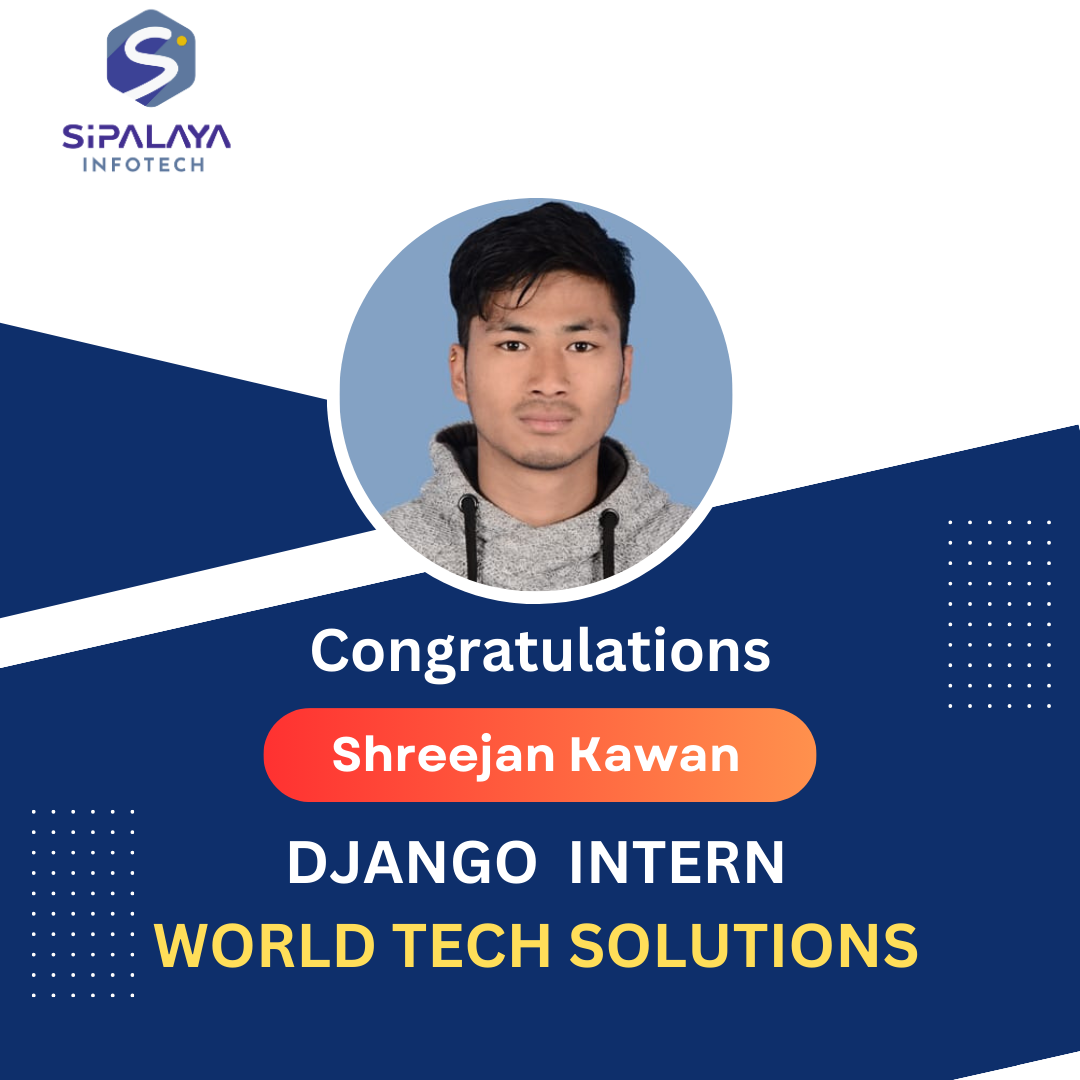 SiPALAYA
INFOTECH
Congratulations
Shreejan Kawan
DJANGO INTERN
WORLD TECH SOLUTIONS